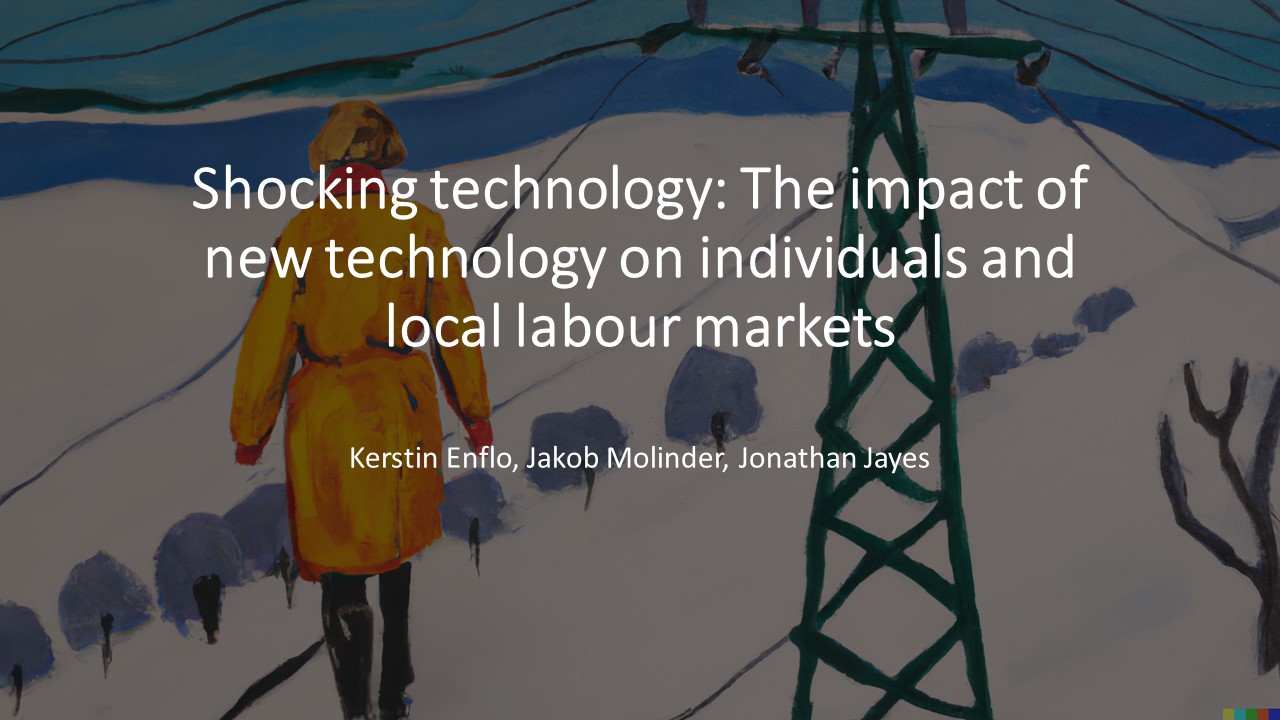 Shocking technology: The impact of
new technology on individuals and
local labour markets
Kerstin Enflo, Jakob Molinder, Jonathan Jayes